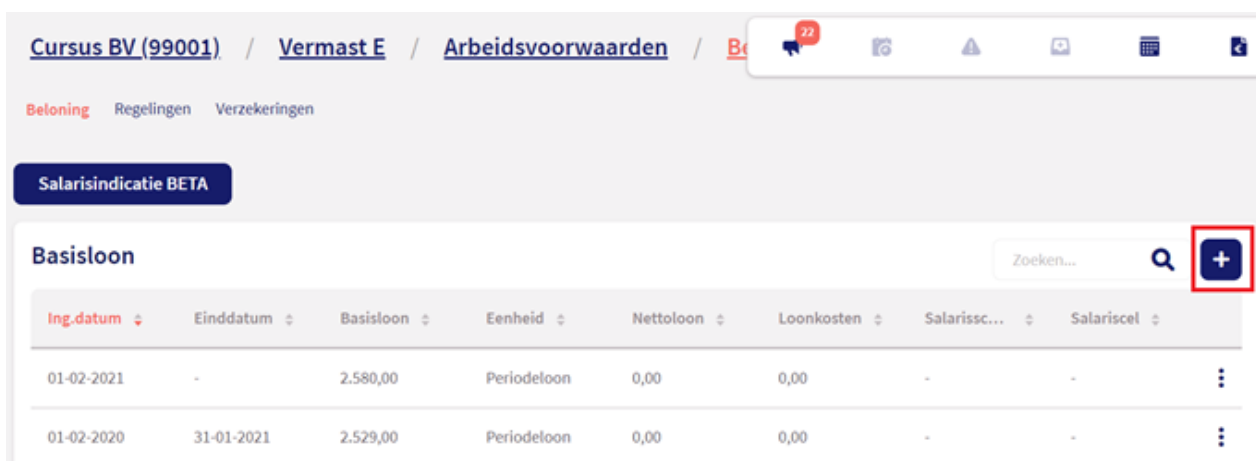 Cursus BV (99001) / Vermast E / Arbeidsvoorwaarden / Be
22
Beloning Regelingen Verzekeringen
Salarisindicatie BETA
Basisloon Zoeken...
Ing.datum Einddatum Basisloon Eenheid Nettoloon Loonkosten Salarissc... Salariscel
01-02-2021 - 2.580,00 Periodeloon 0,00 0,00 - -
01-02-2020 31-01-2021 2.529,00 Periodeloon 0,00 0,00 - -